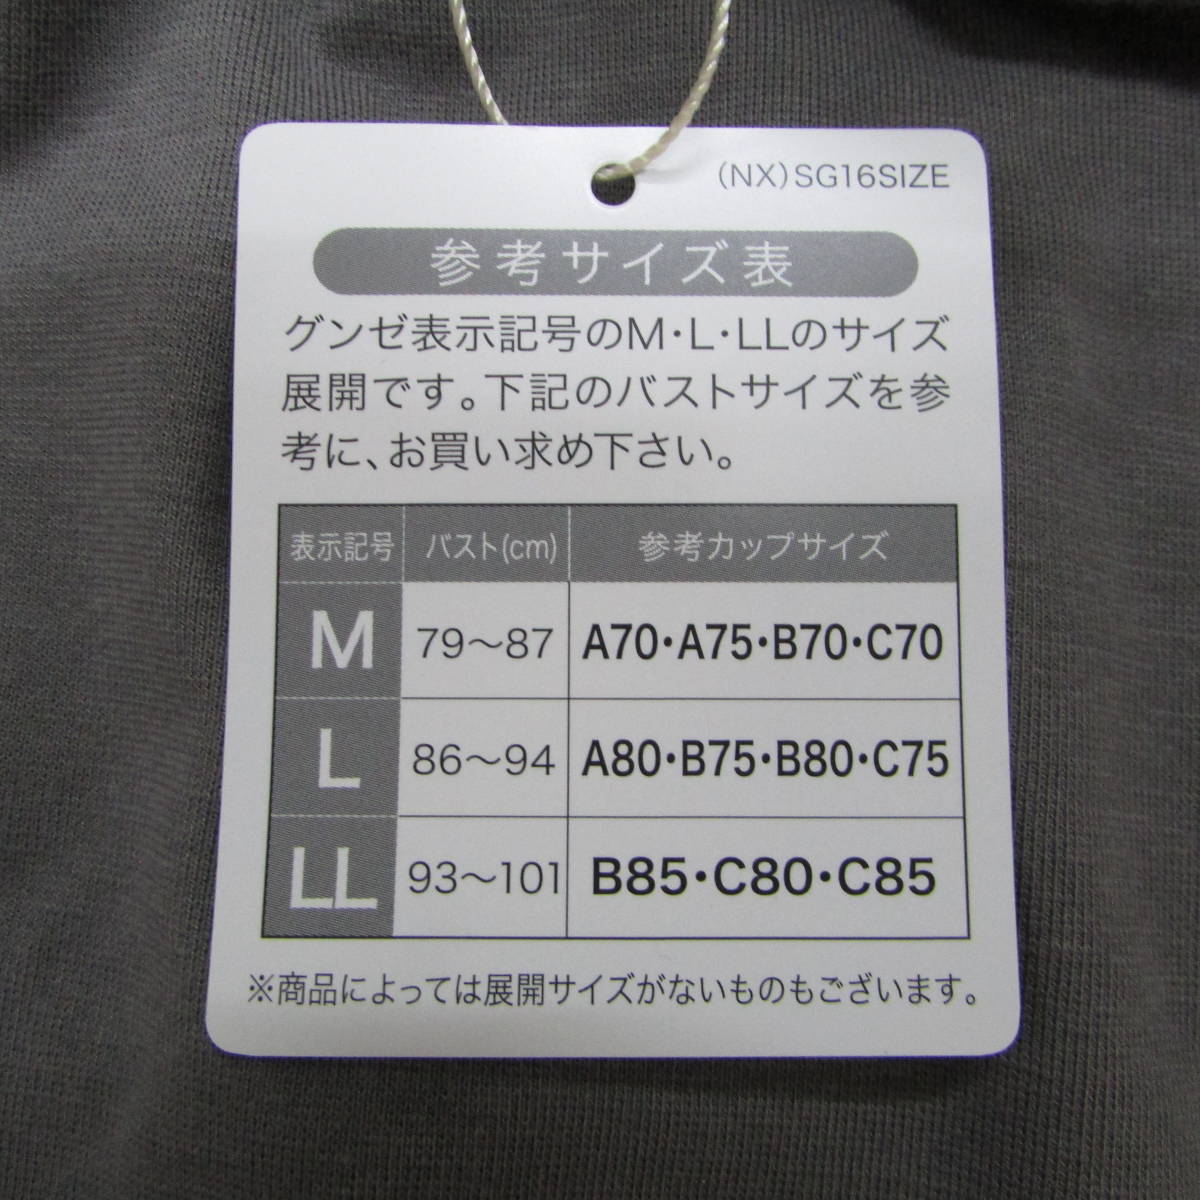 (NX)SG16SIZE
参考サイズ表
グンゼ表示記号のM・L・LLのサイズ
展開です。下記のバストサイズを参
考に、お買い求め下さい。
表示記号 バスト(cm) 参考カップサイズ
M 79〜87 A70・A75・B70・C70
L 86〜94 A80・B75・B80・C75
LL 93〜101 B85・C80・C85
※商品によっては展開サイズがないものもございます。